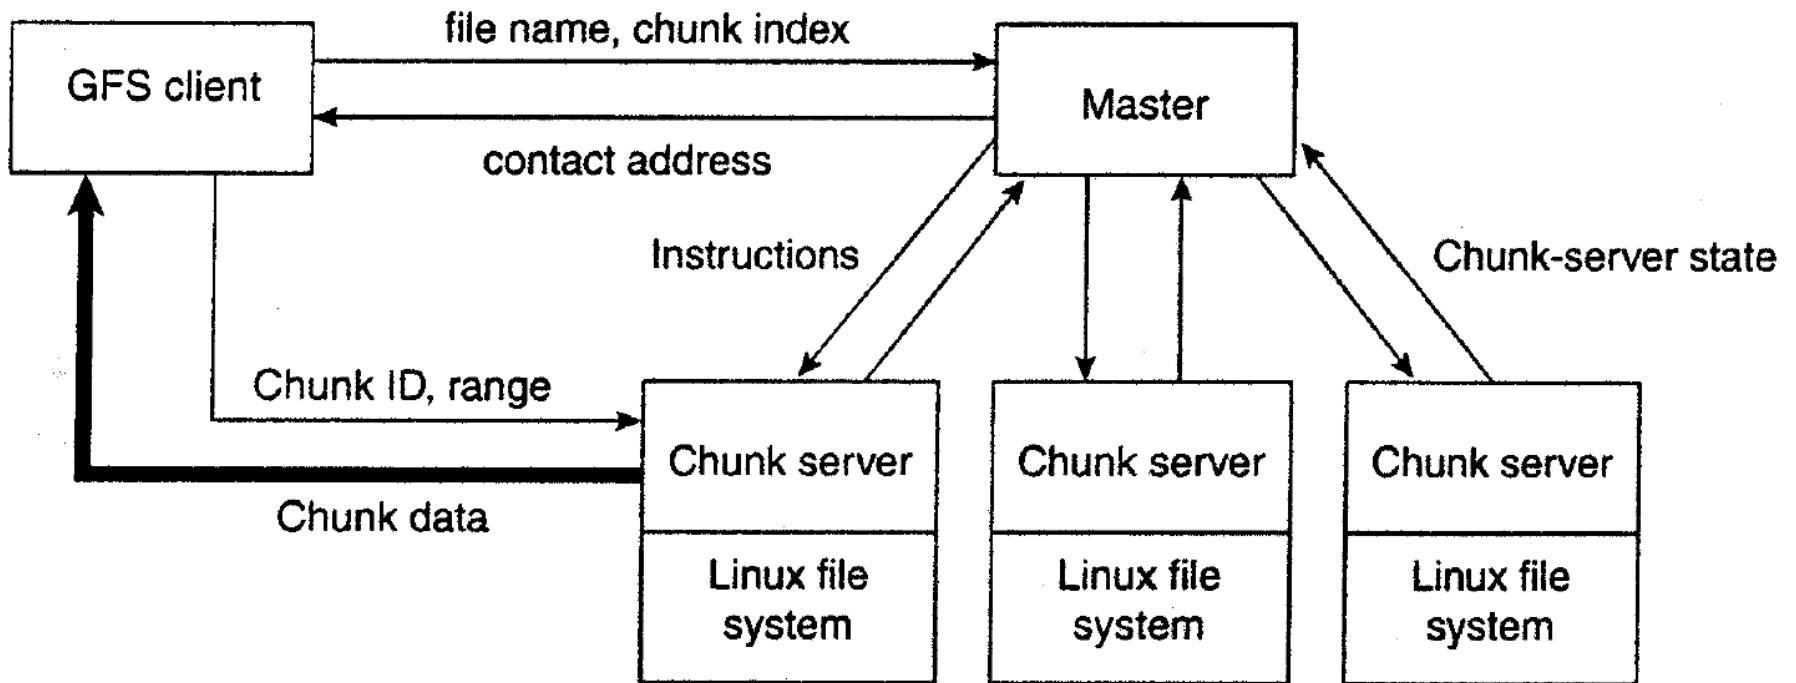 file name, chunk index
GFS client
Master
contact address
Instructions
Chunk-server state
Chunk ID, range
Chunk server
Chunk server
Chunk server
Chunk data
Linux file
system
Linux file
system
Linux file
system